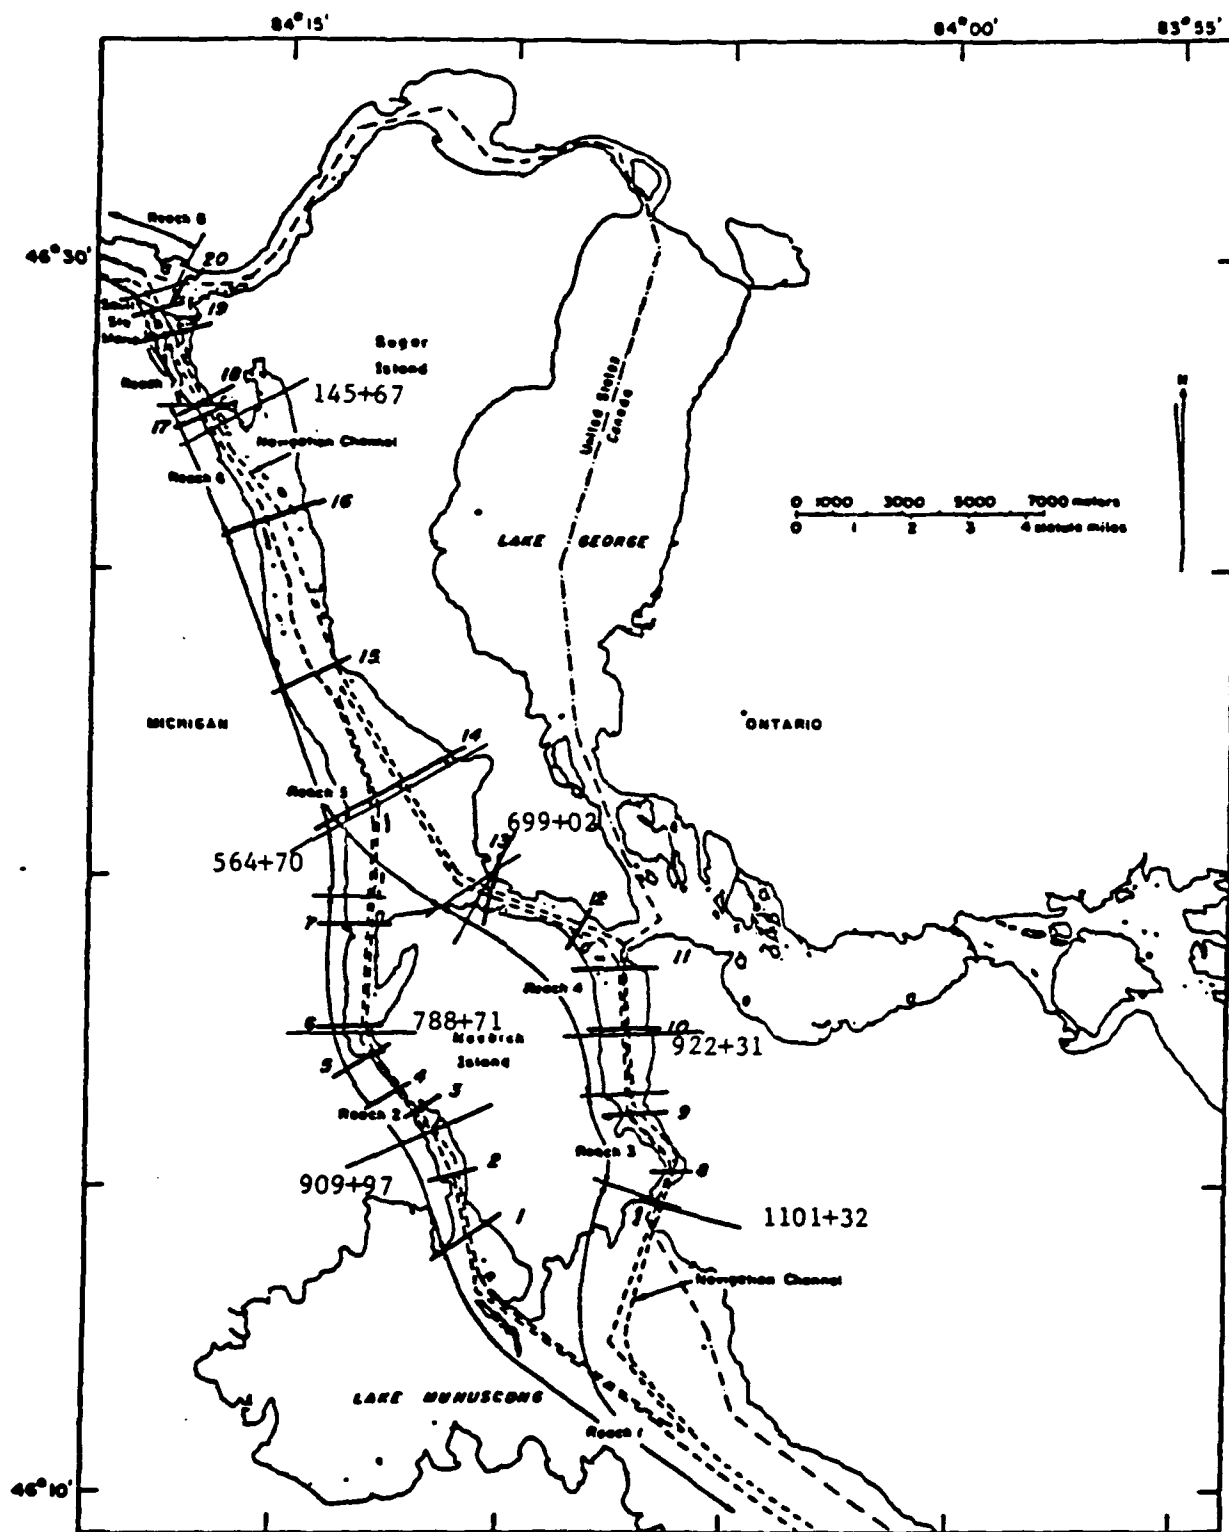 84°15'
84°00'
83°55'
Reach 8
46°30'
20
Sault
Ste
19
Sugar
Island
Reach
18
145+67
17
Navigation Channel
Reach 6
United States
Canada
N
0 1000 3000 5000 7000 meters
0 1 2 3 4 statute miles
16
LAKE GEORGE
15
MICHIGAN
ONTARIO
14
Reach 5
699+02
13
564+70
12
7
11
Reach 4
6
788+71
10
Neebish
Island
922+31
5
4
3
Reach 2
9
Reach 3
2
8
909+97
1
1101+32
Navigation Channel
LAKE MUNUSCONG
Reach 1
46°10'